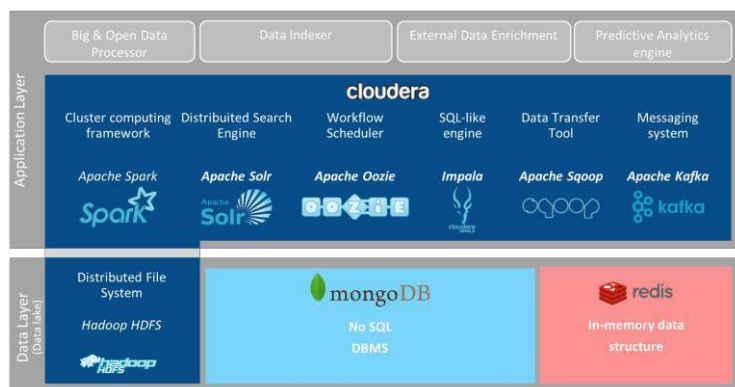 Big & Open Data
Processor
Data Indexer
External Data Enrichment
Predictive Analytics
engine
Application Layer
cloudera
Cluster computing
framework
Distribuited Search
Engine
Workflow
Scheduler
SQL-like
engine
Data Transfer
Tool
Messaging
system
Apache Spark
Apache Solr
Apache Oozie
Impala
Apache Sqoop
Apache Kafka
Spark
Apache
Solr
OOZIE
cloudera
IMPALA
sqoop
kafka
Data Layer
(Data lake)
Distributed File
System
Hadoop HDFS
hadoop
HDFS
mongoDB
No SQL
DBMS
redis
In-memory data
structure